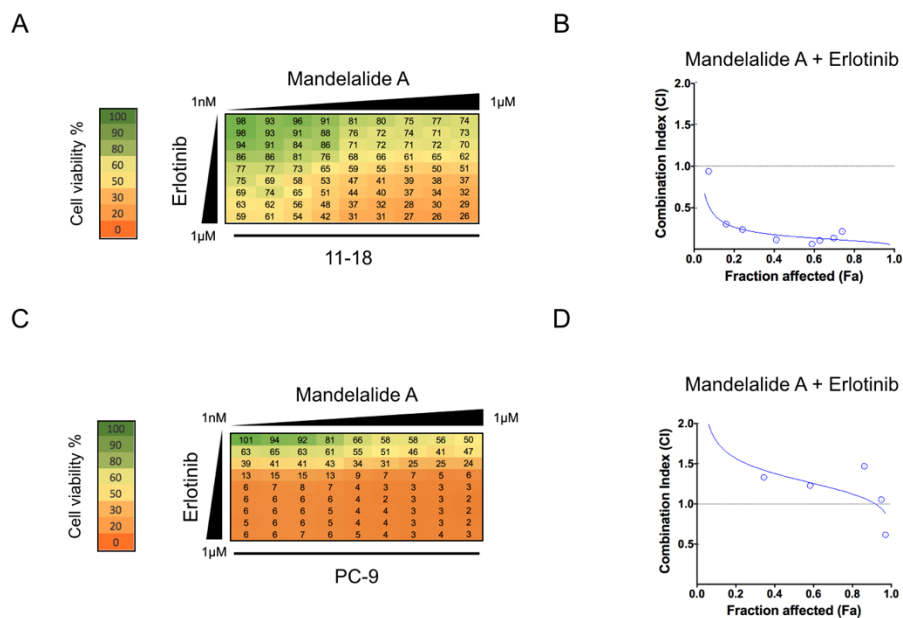 A
Mandelalide A
1nM
1µM
Cell viability %
100
90
80
60
50
30
20
0
Erlotinib
98 93 96 91 81 80 75 77 74
98 93 91 88 76 72 74 71 73
94 91 84 86 71 72 71 72 70
86 86 81 76 68 66 61 65 62
77 77 73 65 59 55 51 50 51
75 69 58 53 47 41 39 38 37
69 74 65 51 44 40 37 34 32
63 62 56 48 37 32 28 30 29
59 61 54 42 31 31 27 26 26
1µM
11-18
B
Mandelalide A + Erlotinib
Combination Index (CI)
2.0
1.5
1.0
0.5
0.0 0.2 0.4 0.6 0.8 1.0
Fraction affected (Fa)
C
Mandelalide A
1nM
1µM
Cell viability %
100
90
80
60
50
30
20
0
Erlotinib
101 94 92 81 66 58 58 56 50
63 65 63 61 55 51 46 41 47
39 41 41 43 34 31 25 25 24
13 15 15 13 9 7 7 5 6
6 7 8 7 4 3 3 3 2
6 6 6 6 4 2 3 3 2
6 6 6 5 4 4 3 3 2
5 6 6 5 4 4 3 3 2
6 6 7 6 5 4 3 4 3
1µM
PC-9
D
Mandelalide A + Erlotinib
Combination Index (CI)
2.0
1.5
1.0
0.5
0.0 0.2 0.4 0.6 0.8 1.0
Fraction affected (Fa)